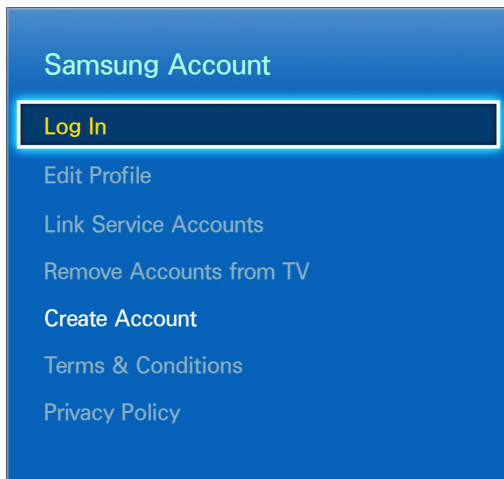 Samsung Account
Log In
Edit Profile
Link Service Accounts
Remove Accounts from TV
Create Account
Terms & Conditions
Privacy Policy